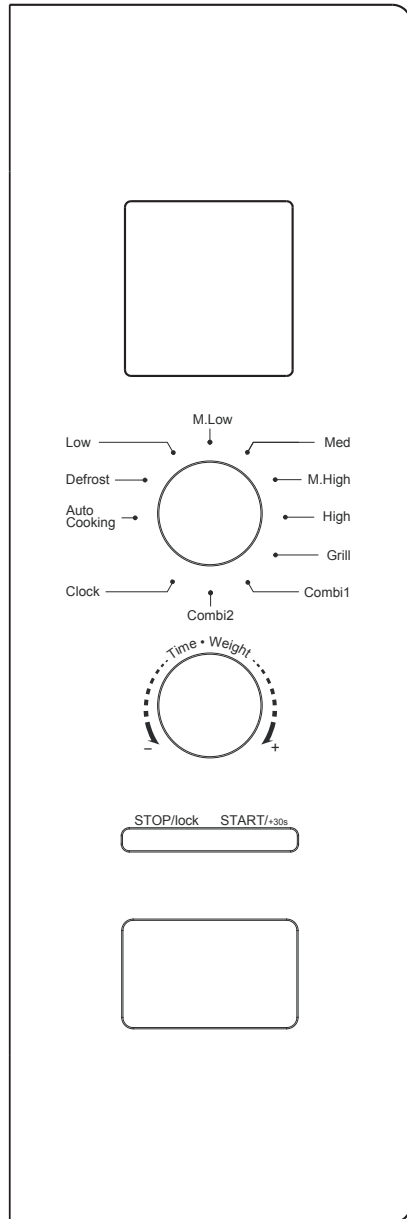 M.Low
Low
Med
Defrost
M.High
Auto
Cooking
High
Grill
Clock
Combi1
Combi2
Time • Weight
– +
STOP/lock START/+30s